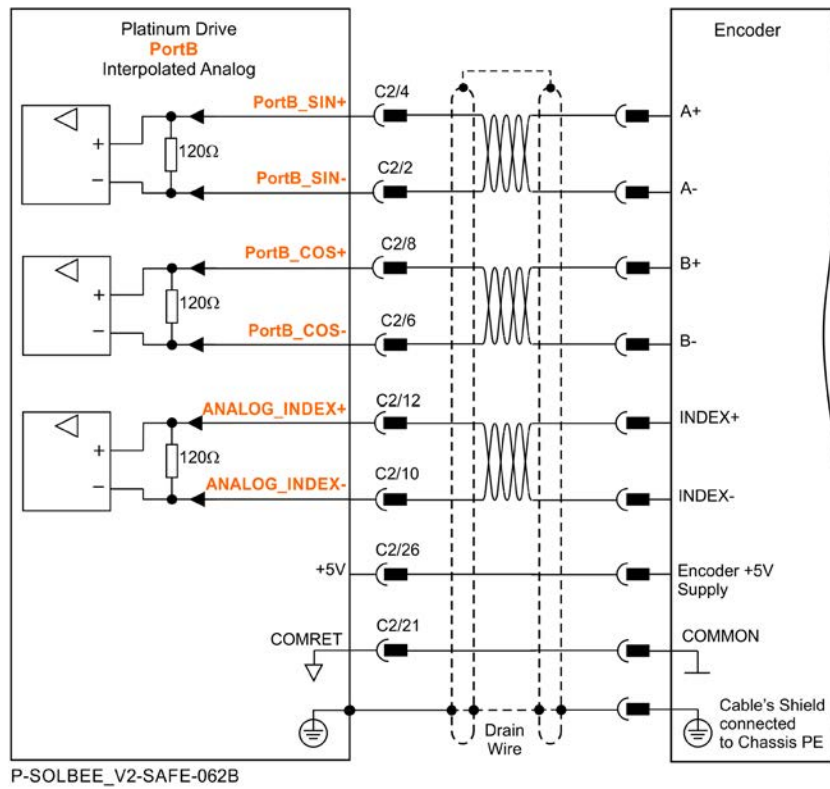 Platinum Drive
PortB
Interpolated Analog
Encoder
PortB_SIN+
C2/4
A+
+
120Ω
−
PortB_SIN-
C2/2
A-
PortB_COS+
C2/8
B+
+
120Ω
−
PortB_COS-
C2/6
B-
ANALOG_INDEX+
C2/12
INDEX+
+
120Ω
−
ANALOG_INDEX-
C2/10
INDEX-
+5V
C2/26
Encoder +5V
Supply
COMRET
C2/21
COMMON
Drain
Wire
Cable's Shield
connected
to Chassis PE
P-SOLBEE_V2-SAFE-062B